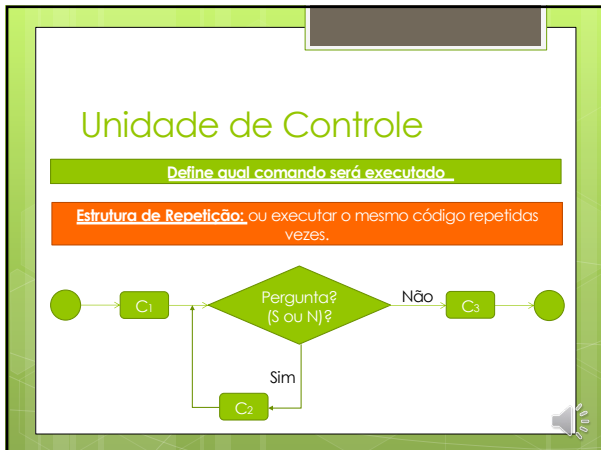 Unidade de Controle
Define qual comando será executado
Estrutura de Repetição: ou executar o mesmo código repetidas
vezes.
C1
Pergunta?
(S ou N)?
Não
C3
Sim
C2